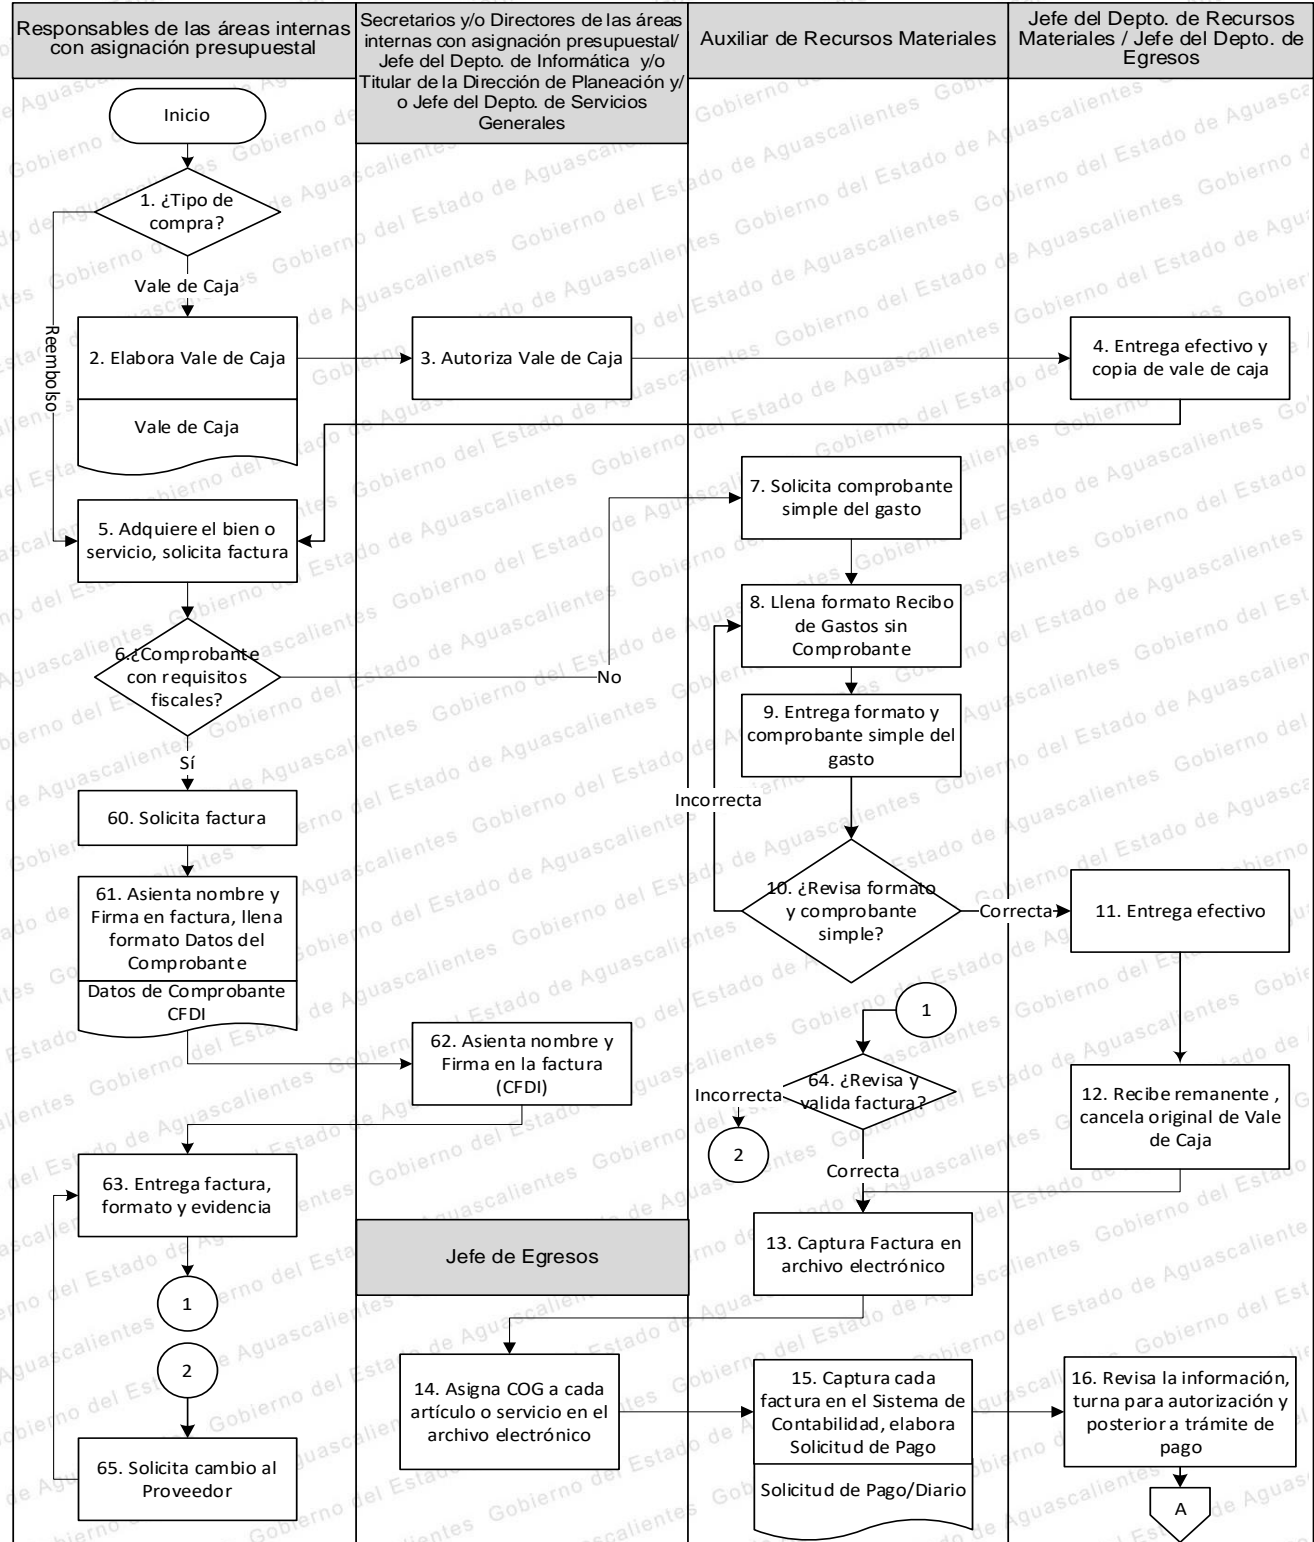 Responsables de las áreas internas
con asignación presupuestal
Secretarios y/o Directores de las áreas
internas con asignación presupuestal/
Jefe del Depto. de Informática y/o
Titular de la Dirección de Planeación y/
o Jefe del Depto. de Servicios
Generales
Auxiliar de Recursos Materiales
Jefe del Depto. de Recursos
Materiales / Jefe del Depto. de
Egresos
Inicio
1. ¿Tipo de
compra?
Vale de Caja
Reembolso
2. Elabora Vale de Caja
Vale de Caja
3. Autoriza Vale de Caja
4. Entrega efectivo y
copia de vale de caja
5. Adquiere el bien o
servicio, solicita factura
6.¿Comprobante
con requisitos
fiscales?
No
Sí
7. Solicita comprobante
simple del gasto
8. Llena formato Recibo
de Gastos sin
Comprobante
9. Entrega formato y
comprobante simple del
gasto
Incorrecta
10. ¿Revisa formato
y comprobante
simple?
Correcta
11. Entrega efectivo
12. Recibe remanente ,
cancela original de Vale
de Caja
60. Solicita factura
61. Asienta nombre y
Firma en factura, llena
formato Datos del
Comprobante
Datos de Comprobante
CFDI
62. Asienta nombre y
Firma en la factura
(CFDI)
63. Entrega factura,
formato y evidencia
1
2
65. Solicita cambio al
Proveedor
1
64. ¿Revisa y
valida factura?
Incorrecta
2
Correcta
13. Captura Factura en
archivo electrónico
Jefe de Egresos
14. Asigna COG a cada
artículo o servicio en el
archivo electrónico
15. Captura cada
factura en el Sistema de
Contabilidad, elabora
Solicitud de Pago
Solicitud de Pago/Diario
16. Revisa la información,
turna para autorización y
posterior a trámite de
pago
A
Gobierno del Estado de Aguascalientes